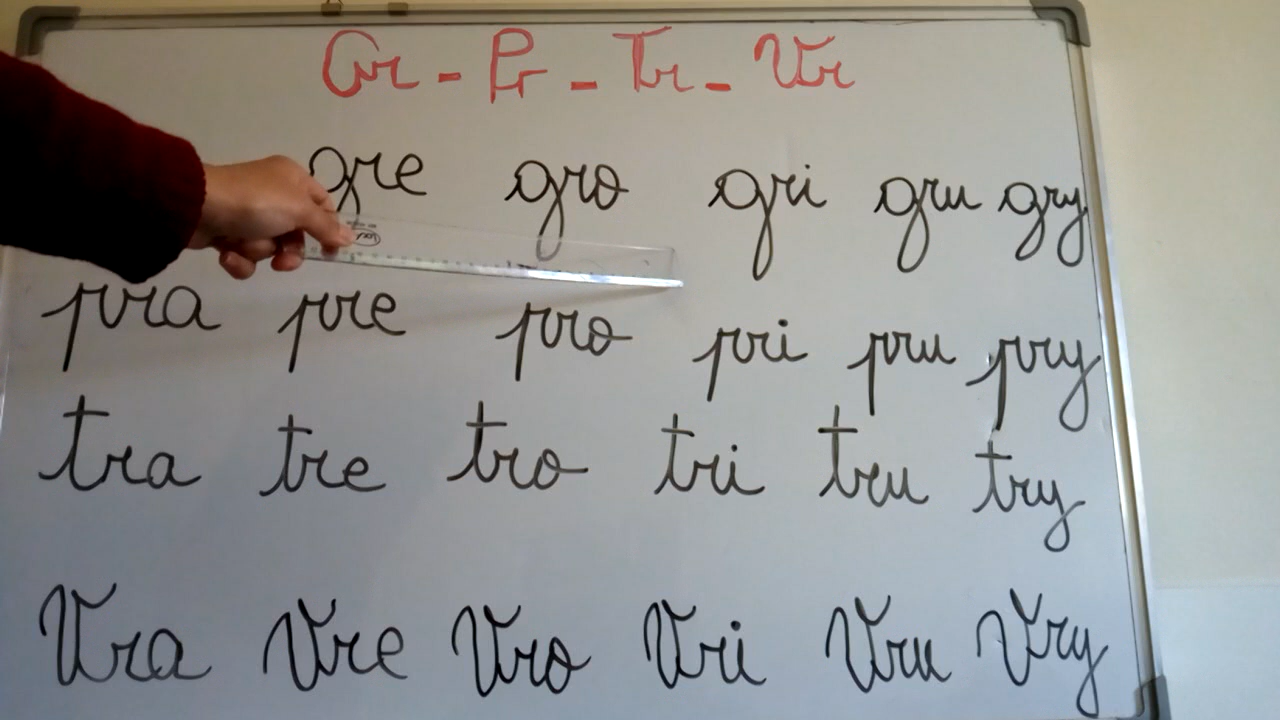 Gr - Pr - Tr - Vr
gre gro gri gru gry
pra pre pro pri pru pry
tra tre tro tri tru try
Vra Vre Vro Vri Vru Vry